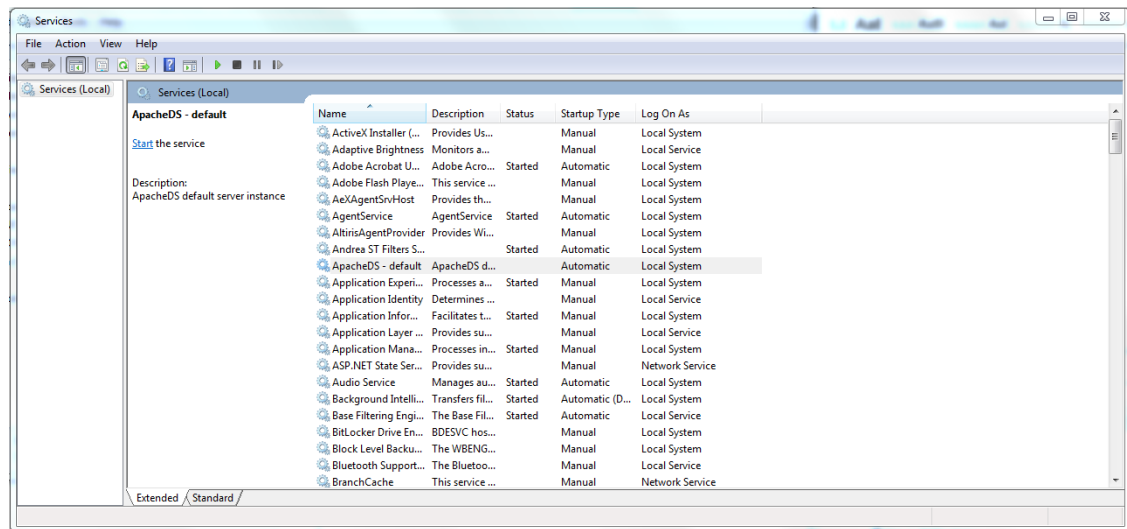 Services
File Action View Help
Services (Local)
Services (Local)
ApacheDS - default
Start the service
Description:
ApacheDS default server instance
Name Description Status Startup Type Log On As
ActiveX Installer (... Provides Us... Manual Local System
Adaptive Brightness Monitors a... Manual Local Service
Adobe Acrobat U... Adobe Acro... Started Automatic Local System
Adobe Flash Playe... This service ... Manual Local System
AeXAgentSrvHost Provides th... Manual Local System
AgentService AgentService Started Automatic Local System
AltirisAgentProvider Provides Wi... Manual Local System
Andrea ST Filters S... Started Automatic Local System
ApacheDS - default ApacheDS d... Automatic Local System
Application Experi... Processes a... Started Manual Local System
Application Identity Determines ... Manual Local Service
Application Infor... Facilitates t... Started Manual Local System
Application Layer ... Provides su... Manual Local Service
Application Mana... Processes in... Started Manual Local System
ASP.NET State Ser... Provides su... Manual Network Service
Audio Service Manages au... Started Automatic Local System
Background Intelli... Transfers fil... Started Automatic (D... Local System
Base Filtering Engi... The Base Fil... Started Automatic Local Service
BitLocker Drive En... BDESVC hos... Manual Local System
Block Level Backu... The WBENG... Manual Local System
Bluetooth Support... The Bluetoo... Manual Local Service
BranchCache This service ... Manual Network Service
Extended Standard